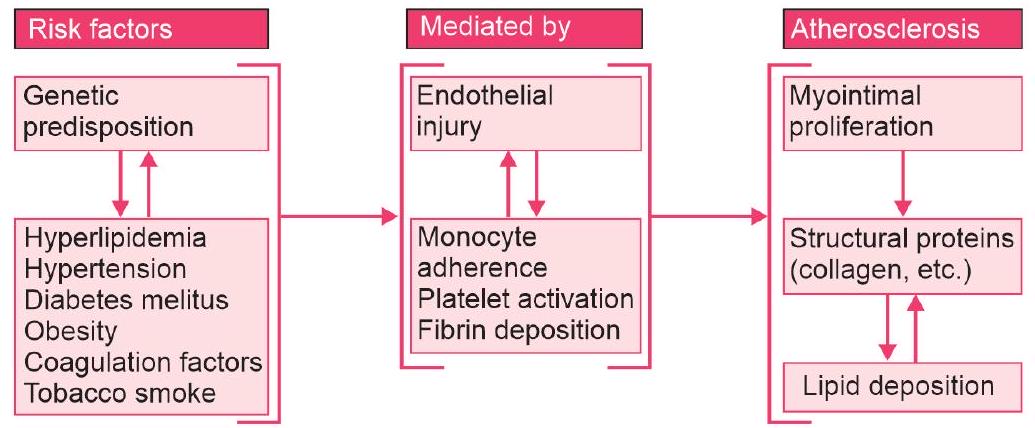 Risk factors
Genetic
predisposition
Hyperlipidemia
Hypertension
Diabetes melitus
Obesity
Coagulation factors
Tobacco smoke
Mediated by
Endothelial
injury
Monocyte
adherence
Platelet activation
Fibrin deposition
Atherosclerosis
Myointimal
proliferation
Structural proteins
(collagen, etc.)
Lipid deposition